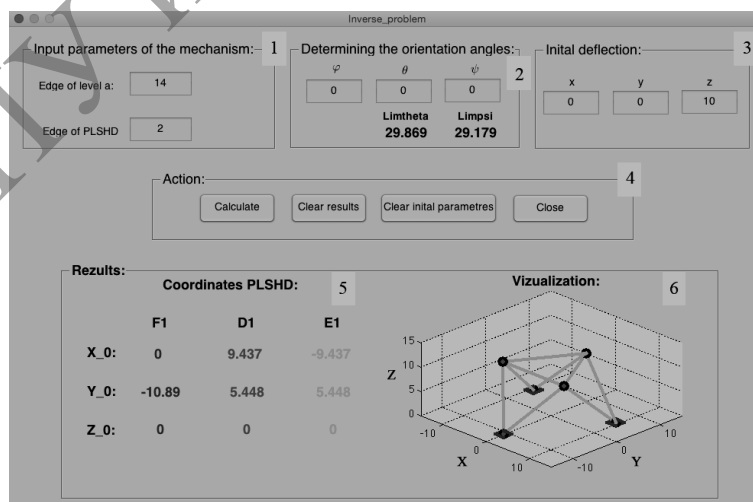 Inverse_problem
Input parameters of the mechanism: 1
Edge of level a: 14
Edge of PLSHD 2
Determining the orientation angles: 2
φ θ ψ
0 0 0
Limtheta Limpsi
29.869 29.179
Inital deflection: 3
x y z
0 0 10
Action: 4
Calculate Clear results Clear inital parametres Close
Rezults:
Coordinates PLSHD: 5
F1 D1 E1
X_0: 0 9.437 -9.437
Y_0: -10.89 5.448 5.448
Z_0: 0 0 0
Vizualization: 6
15
10
5
0
Z
-10
0
10
X
-10
0
10
Y